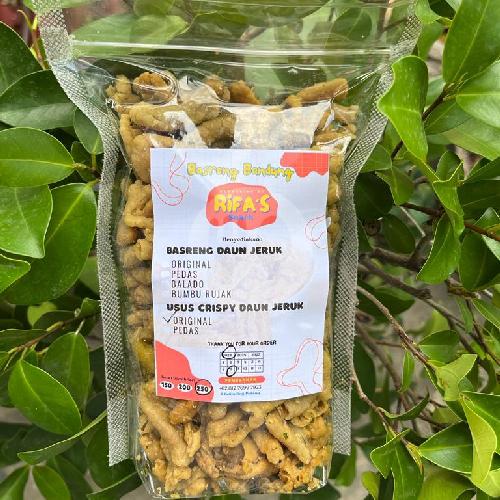 Basreng Bandung
RiFA'S
Snack
Menyediakan:
BASRENG DAUN JERUK
ORIGINAL
PEDAS
BALADO
BUMBU RUJAK
USUS CRISPY DAUN JERUK
✓ORIGINAL
PEDAS
THANK YOU FOR YOUR ORDER
150 200 250